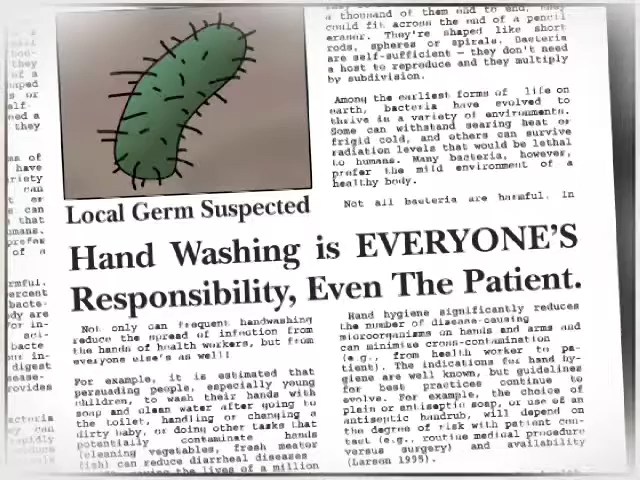 a thousand of them end to end, they
could fit across the end of a pencil
eraser. They're shaped like short
rods, spheres or spirals. Bacteria
are self-sufficient — they don't need
a host to reproduce and they multiply
by subdivision.
Among the earliest forms of life on
earth, bacteria have evolved to
thrive in a variety of environments.
Some can withstand searing heat or
frigid cold, and others can survive
radiation levels that would be lethal
to humans. Many bacteria, however,
prefer the mild environment of a
healthy body.
Not all bacteria are harmful. In
Local Germ Suspected
Hand Washing is EVERYONE'S
Responsibility, Even The Patient.
Not only can frequent handwashing
reduce the spread of infection from
the hands of health workers, but from
everyone else's as well!
For example, it is estimated that
persuading people, especially young
children, to wash their hands with
soap and clean water after going to
the toilet, handling or changing a
dirty baby, or doing other tasks that
potentially contaminate hands
(cleaning vegetables, fresh meat or
fish) can reduce diarrheal diseases
the lives of a million
Hand hygiene significantly reduces
the number of disease-causing
microorganisms on hands and arms and
can minimize cross-contamination
(e.g., from health worker to pa-
tient). The indications for hand hy-
giene are well known, but guidelines
for best practices continue to
evolve. For example, the choice of
plain or antiseptic soap, or use of an
antiseptic handrub, will depend on
the degree of risk with patient con-
tact (e.g., routine medical procedure
versus surgery) and availability
(Larson 1995).